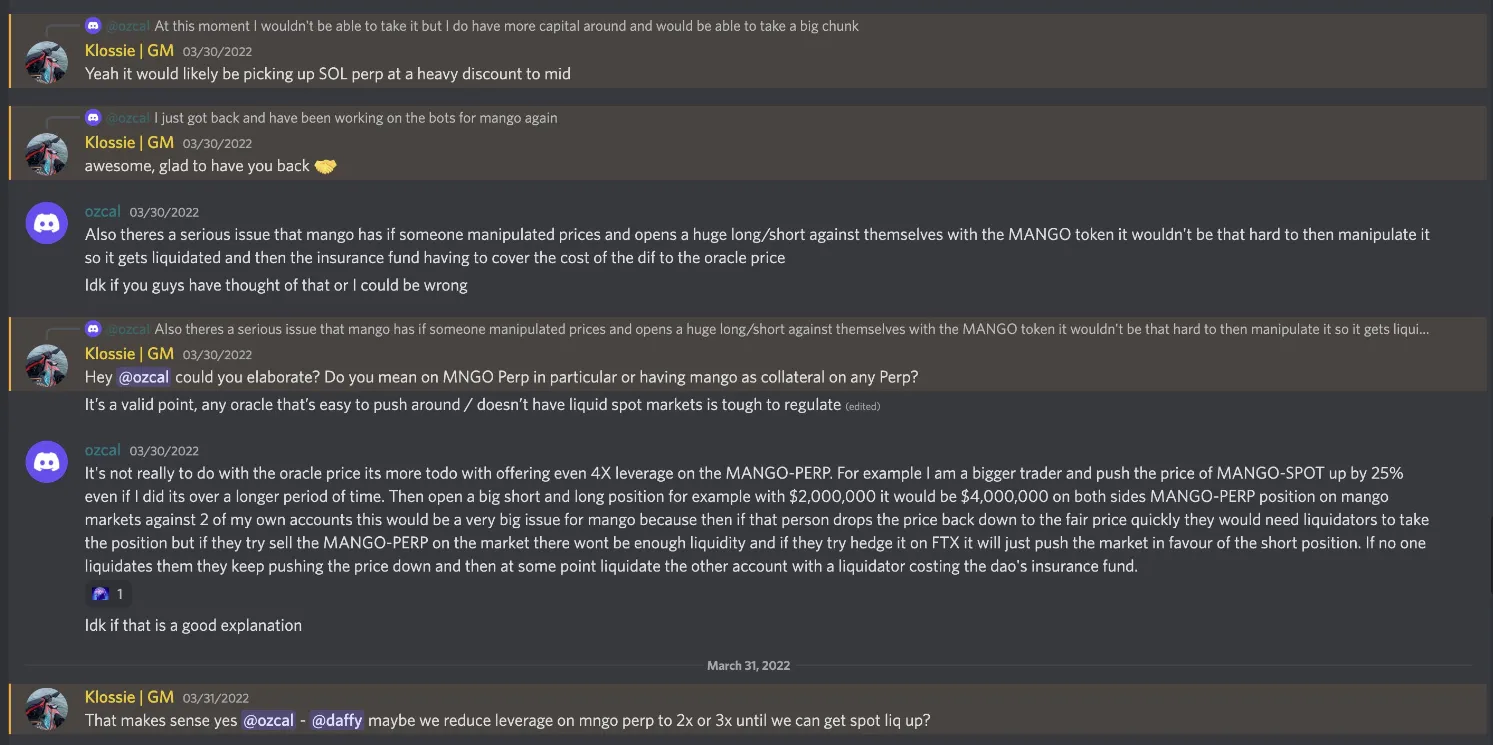 @ozcal At this moment I wouldn't be able to take it but I do have more capital around and would be able to take a big chunk
Klossie | GM 03/30/2022
Yeah it would likely be picking up SOL perp at a heavy discount to mid
@ozcal I just got back and have been working on the bots for mango again
Klossie | GM 03/30/2022
awesome, glad to have you back 🤝
ozcal 03/30/2022
Also theres a serious issue that mango has if someone manipulated prices and opens a huge long/short against themselves with the MANGO token it wouldn't be that hard to then manipulate it
so it gets liquidated and then the insurance fund having to cover the cost of the dif to the oracle price
Idk if you guys have thought of that or I could be wrong
@ozcal Also theres a serious issue that mango has if someone manipulated prices and opens a huge long/short against themselves with the MANGO token it wouldn't be that hard to then manipulate it so it gets liqui...
Klossie | GM 03/30/2022
Hey @ozcal could you elaborate? Do you mean on MNGO Perp in particular or having mango as collateral on any Perp?
It's a valid point, any oracle that's easy to push around / doesn't have liquid spot markets is tough to regulate (edited)
ozcal 03/30/2022
It's not really to do with the oracle price its more todo with offering even 4X leverage on the MANGO-PERP. For example I am a bigger trader and push the price of MANGO-SPOT up by 25%
even if I did its over a longer period of time. Then open a big short and long position for example with $2,000,000 it would be $4,000,000 on both sides MANGO-PERP position on mango
markets against 2 of my own accounts this would be a very big issue for mango because then if that person drops the price back down to the fair price quickly they would need liquidators to take
the position but if they try sell the MANGO-PERP on the market there wont be enough liquidity and if they try hedge it on FTX it will just push the market in favour of the short position. If no one
liquidates them they keep pushing the price down and then at some point liquidate the other account with a liquidator costing the dao's insurance fund.
1
Idk if that is a good explanation
March 31, 2022
Klossie | GM 03/31/2022
That makes sense yes @ozcal - @daffy maybe we reduce leverage on mngo perp to 2x or 3x until we can get spot liq up?